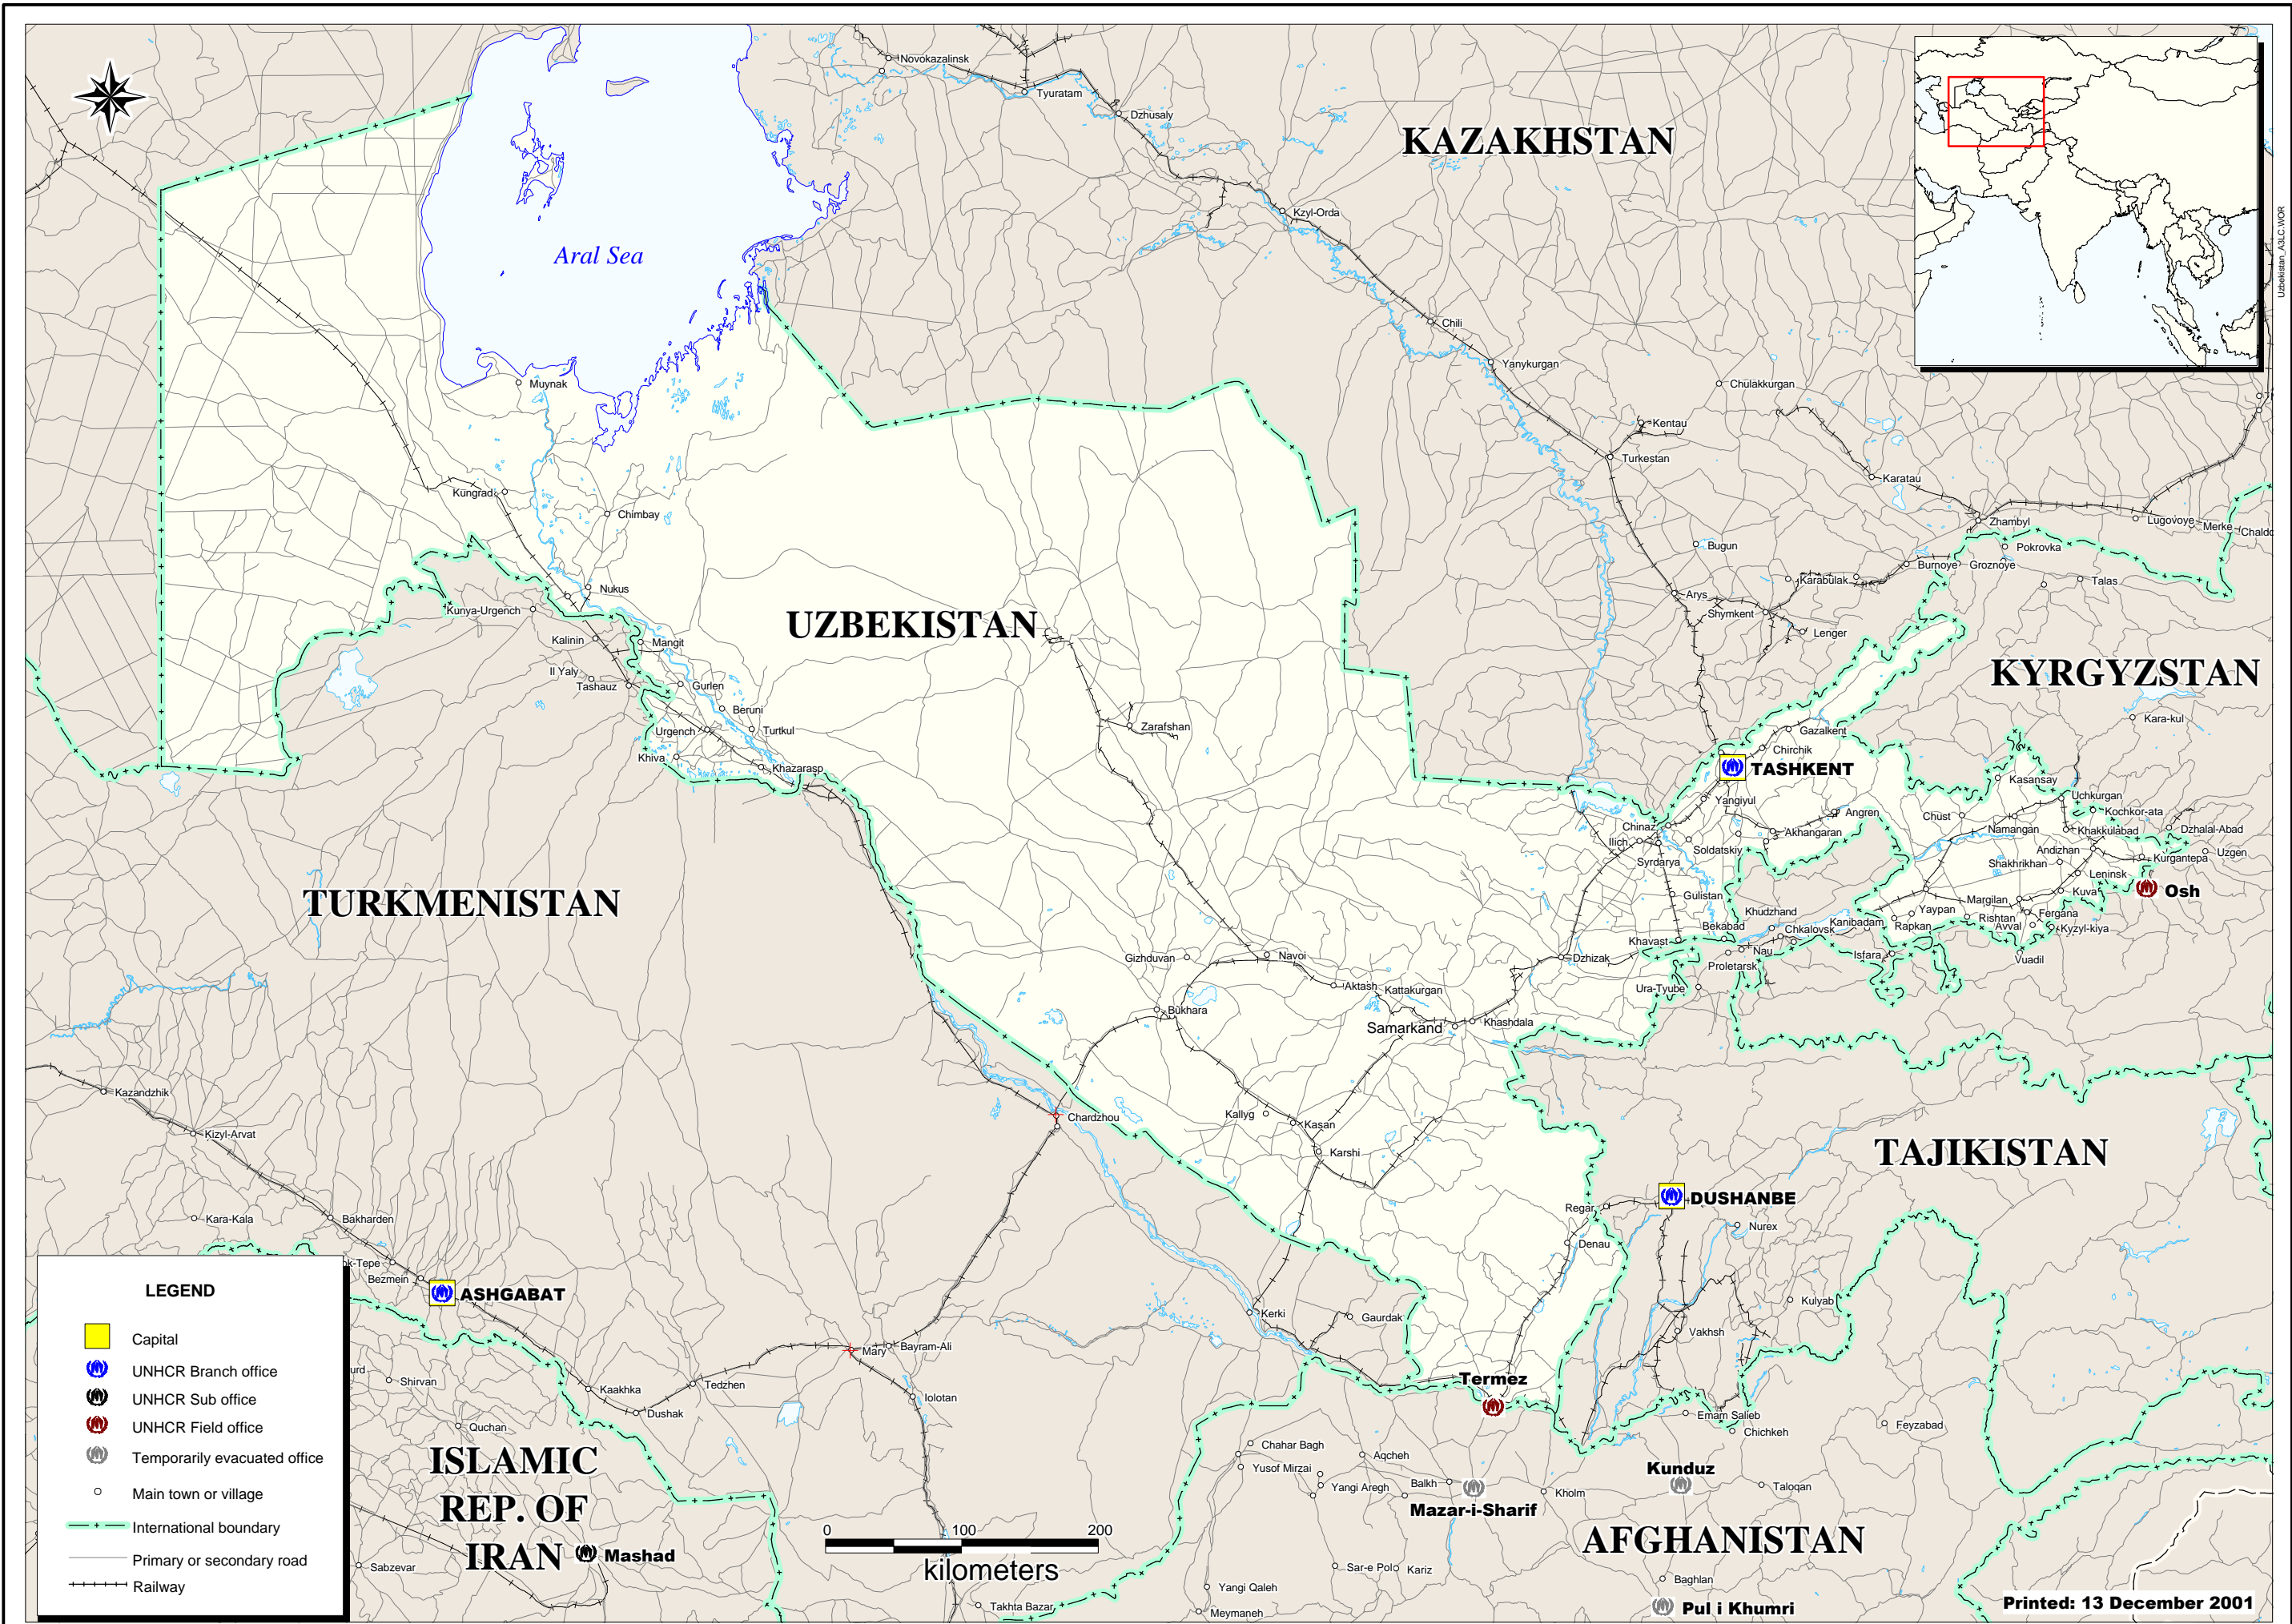 Novokazalinsk
Tyuratam
Dzhusaly
KAZAKHSTAN
Uzbekistan_A3LC.WOR
Kzyl-Orda
Aral Sea
Chili
Yanykurgan
Muynak
Chulakkurgan
Kentau
Turkestan
Karatau
Kungrad
Chimbay
Zhambyl
Lugovoye
Merke
Chaldo
Bugun
Pokrovka
Burnoye
Groznoye
Karabulak
Talas
Nukus
Arys
Kunya-Urgench
Shymkent
UZBEKISTAN
Lenger
Kalinin
Mangit
KYRGYZSTAN
Il Yaly
Tashauz
Gurlen
Beruni
Kara-kul
Urgench
Turtkul
Zarafshan
Gazalkent
Chirchik
Khiva
Khazarasp
TASHKENT
Kasansay
Yangiyul
Uchkurgan
Angren
Chust
Kochkor-ata
Chinaz
Akhangaran
Namangan
Khakkulabad
Dzhalal-Abad
Ilich
Soldatskiy
Andizhan
Uzgen
Syrdarya
Shakhrikhan
Kurgantepa
Leninsk
TURKMENISTAN
Gulistan
Kuva
Osh
Margilan
Khudzhand
Yaypan
Rishtan
Fergana
Bekabad
Chkalovsk
Kanibadam
Rapkan
Avval
Kyzyl-kiya
Khavast
Nau
Isfara
Vuadil
Gizhduvan
Navoi
Dzhizak
Proletarsk
Aktash
Kattakurgan
Ura-Tyube
Bukhara
Samarkand
Khashdala
Kazandzhik
Chardzhou
Kallyg
Kasan
Kizyl-Arvat
Karshi
TAJIKISTAN
DUSHANBE
Regar
Kara-Kala
Bakharden
Nurex
Denau
k-Tepe
Bezmein
ASHGABAT
Kulyab
Kerki
Gaurdak
Vakhsh
Mary
Bayram-Ali
urd
Shirvan
Kaakhka
Tedzhen
Termez
Iolotan
Dushak
Emam Salieb
Quchan
Chichkeh
Feyzabad
ISLAMIC
REP. OF
IRAN
Chahar Bagh
Aqcheh
Yusof Mirzai
Kunduz
Balkh
Yangi Aregh
Kholm
Taloqan
Mazar-i-Sharif
AFGHANISTAN
Mashad
Sabzevar
Sar-e Polo
Kariz
Baghlan
Yangi Qaleh
Takhta Bazar
Meymaneh
Pul i Khumri
0 100 200
kilometers
LEGEND
Capital
UNHCR Branch office
UNHCR Sub office
UNHCR Field office
Temporarily evacuated office
Main town or village
International boundary
Primary or secondary road
Railway
Printed: 13 December 2001